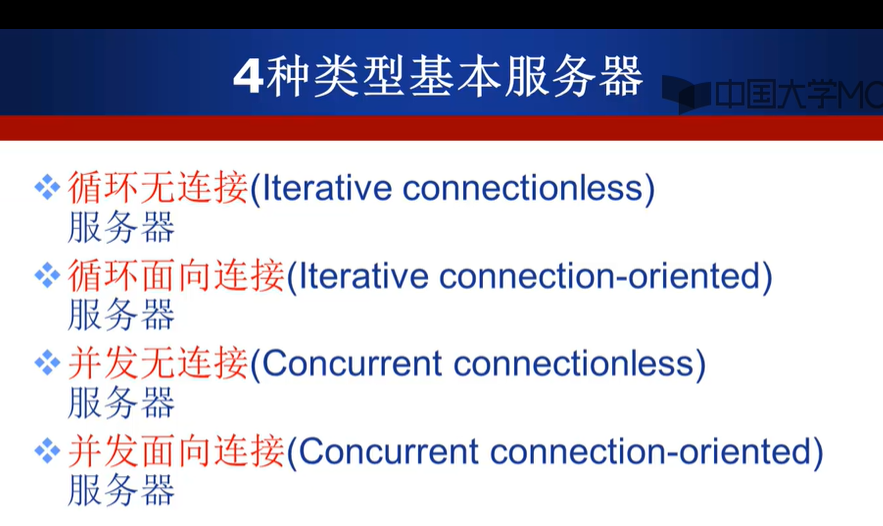 4种类型基本服务器
中国大学MO
循环无连接(Iterative connectionless)
服务器
循环面向连接(Iterative connection-oriented)
服务器
并发无连接(Concurrent connectionless)
服务器
并发面向连接(Concurrent connection-oriented)
服务器